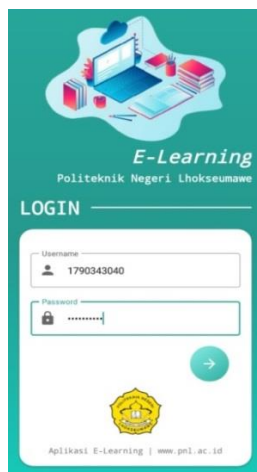 E-Learning
Politeknik Negeri Lhokseumawe
LOGIN
Username
1790343040
Password
••••••••••
Aplikasi E-Learning | www.pnl.ac.id